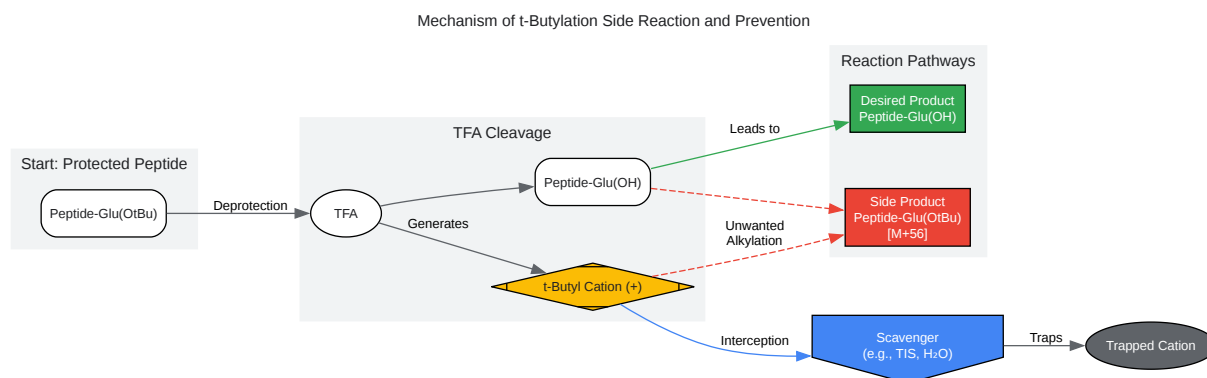 Mechanism of t-Butylation Side Reaction and Prevention
Start: Protected Peptide
Peptide-Glu(OtBu)
Deprotection
TFA Cleavage
TFA
Generates
Peptide-Glu(OH)
t-Butyl Cation (+)
Leads to
Unwanted
Alkylation
Reaction Pathways
Desired Product
Peptide-Glu(OH)
Side Product
Peptide-Glu(OtBu)
[M+56]
Interception
Scavenger
(e.g., TIS, H₂O)
Traps
Trapped Cation